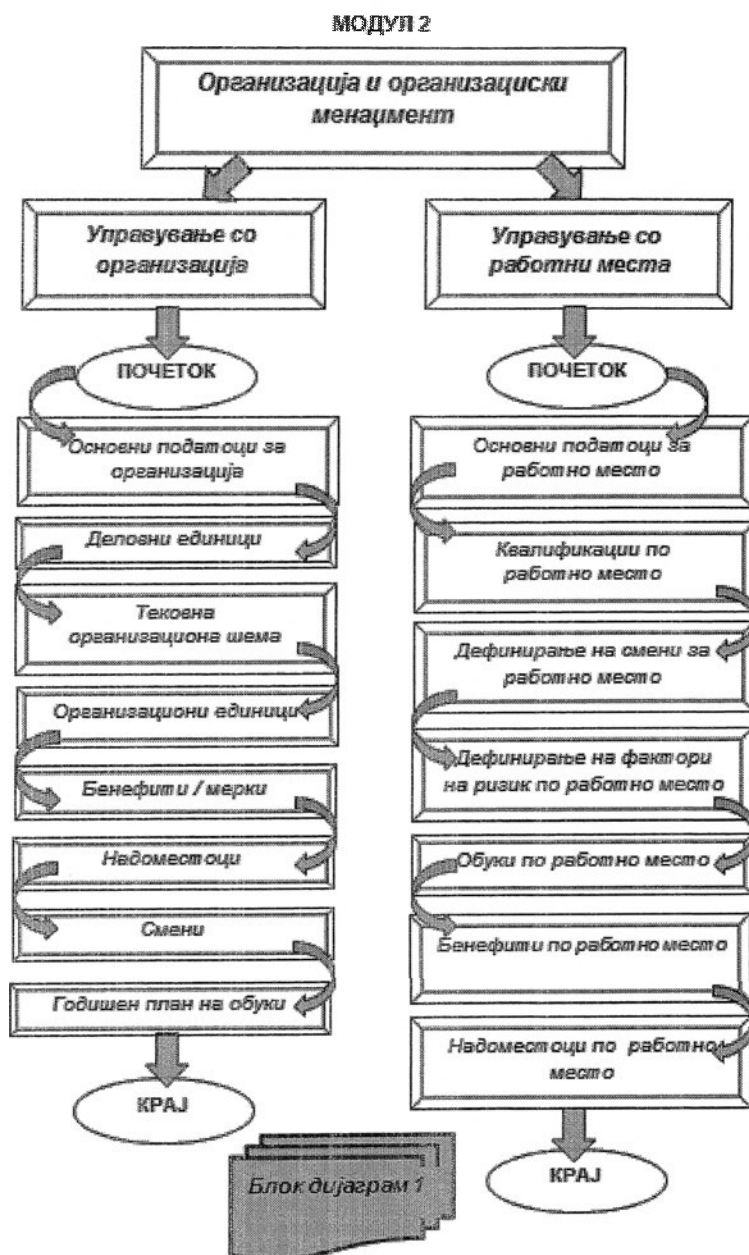 МОДУЛ 2
Организација и организациски
менаџмент
Управување со
организација
ПОЧЕТОК
Основни податоци за
организација
Деловни единици
Тековна
организациона шема
Организациони единици
Бенефити / мерки
Надоместоци
Смени
Годишен план на обуки
КРАЈ
Управување со
работни места
ПОЧЕТОК
Основни податоци за
работно место
Квалификации по
работно место
Дефинирање на смени за
работно место
Дефинирање на фактори
на ризик по работно место
Обуки по работно место
Бенефити по работно место
Надоместоци по работно
место
КРАЈ
Блок дијаграм 1